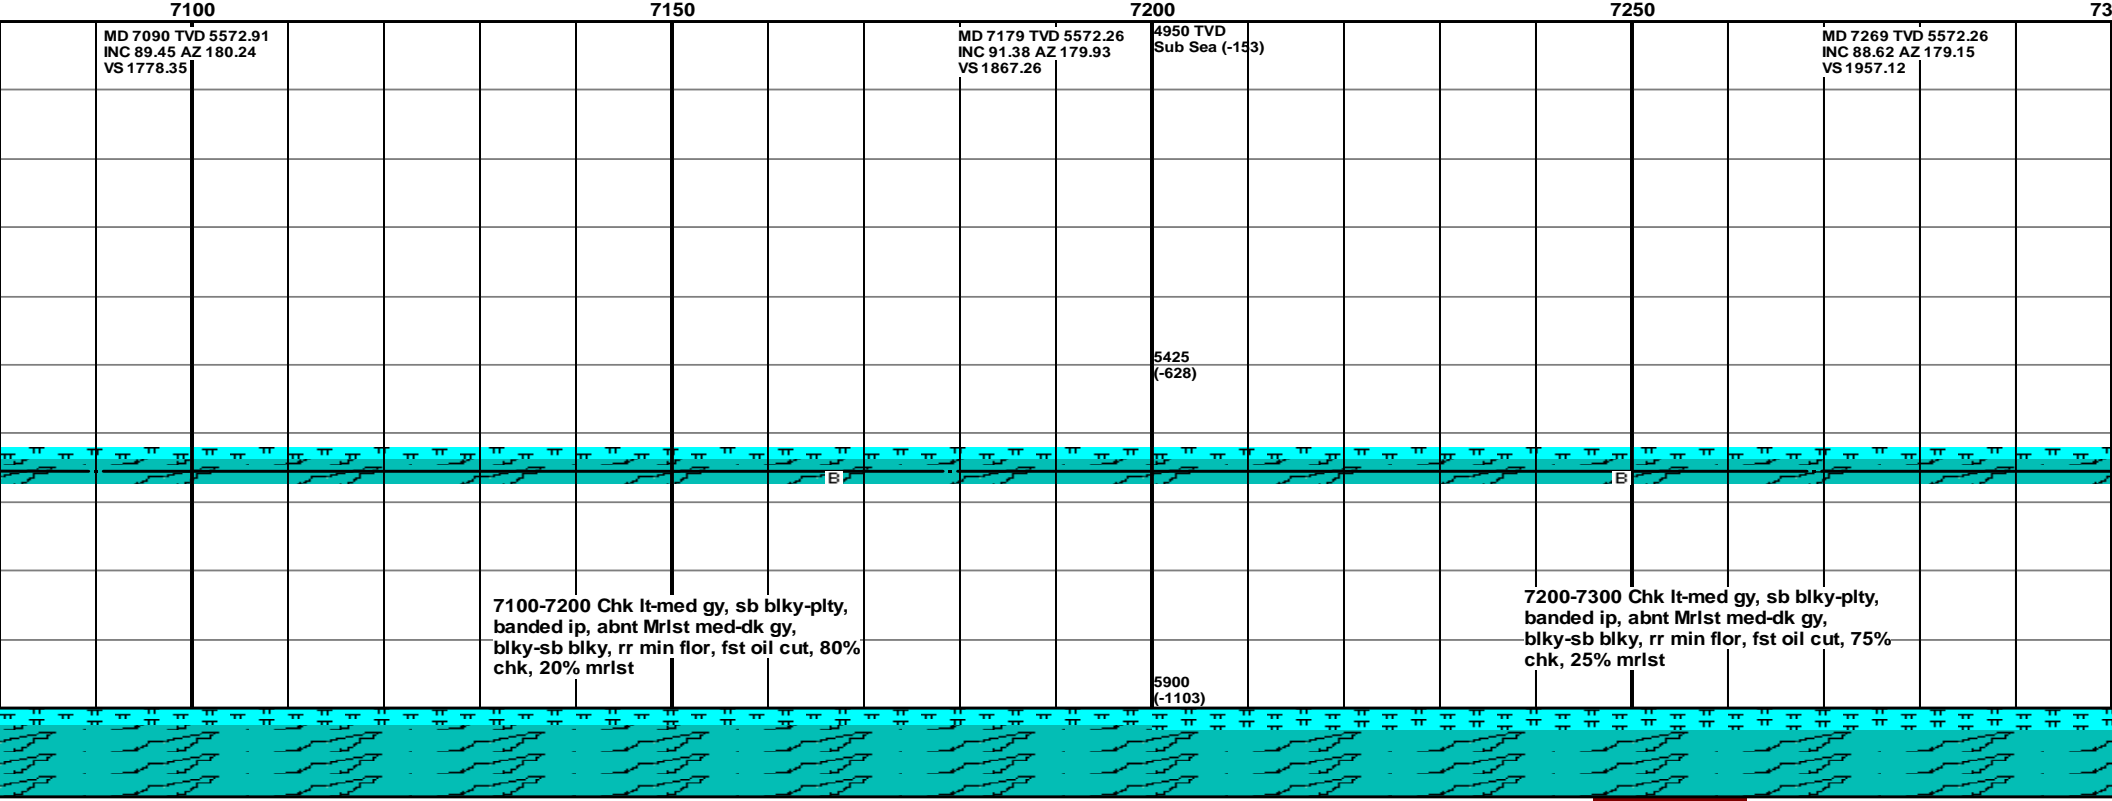 7100 7150 7200 7250 73
MD 7090 TVD 5572.91
INC 89.45 AZ 180.24
VS 1778.35
MD 7179 TVD 5572.26
INC 91.38 AZ 179.93
VS 1867.26
4950 TVD
Sub Sea (-153)
MD 7269 TVD 5572.26
INC 88.62 AZ 179.15
VS 1957.12
5425
(-628)
B B
7100-7200 Chk lt-med gy, sb blky-plty,
banded ip, abnt Mrlst med-dk gy,
blky-sb blky, rr min flor, fst oil cut, 80%
chk, 20% mrlst
7200-7300 Chk lt-med gy, sb blky-plty,
banded ip, abnt Mrlst med-dk gy,
blky-sb blky, rr min flor, fst oil cut, 75%
chk, 25% mrlst
5900
(-1103)